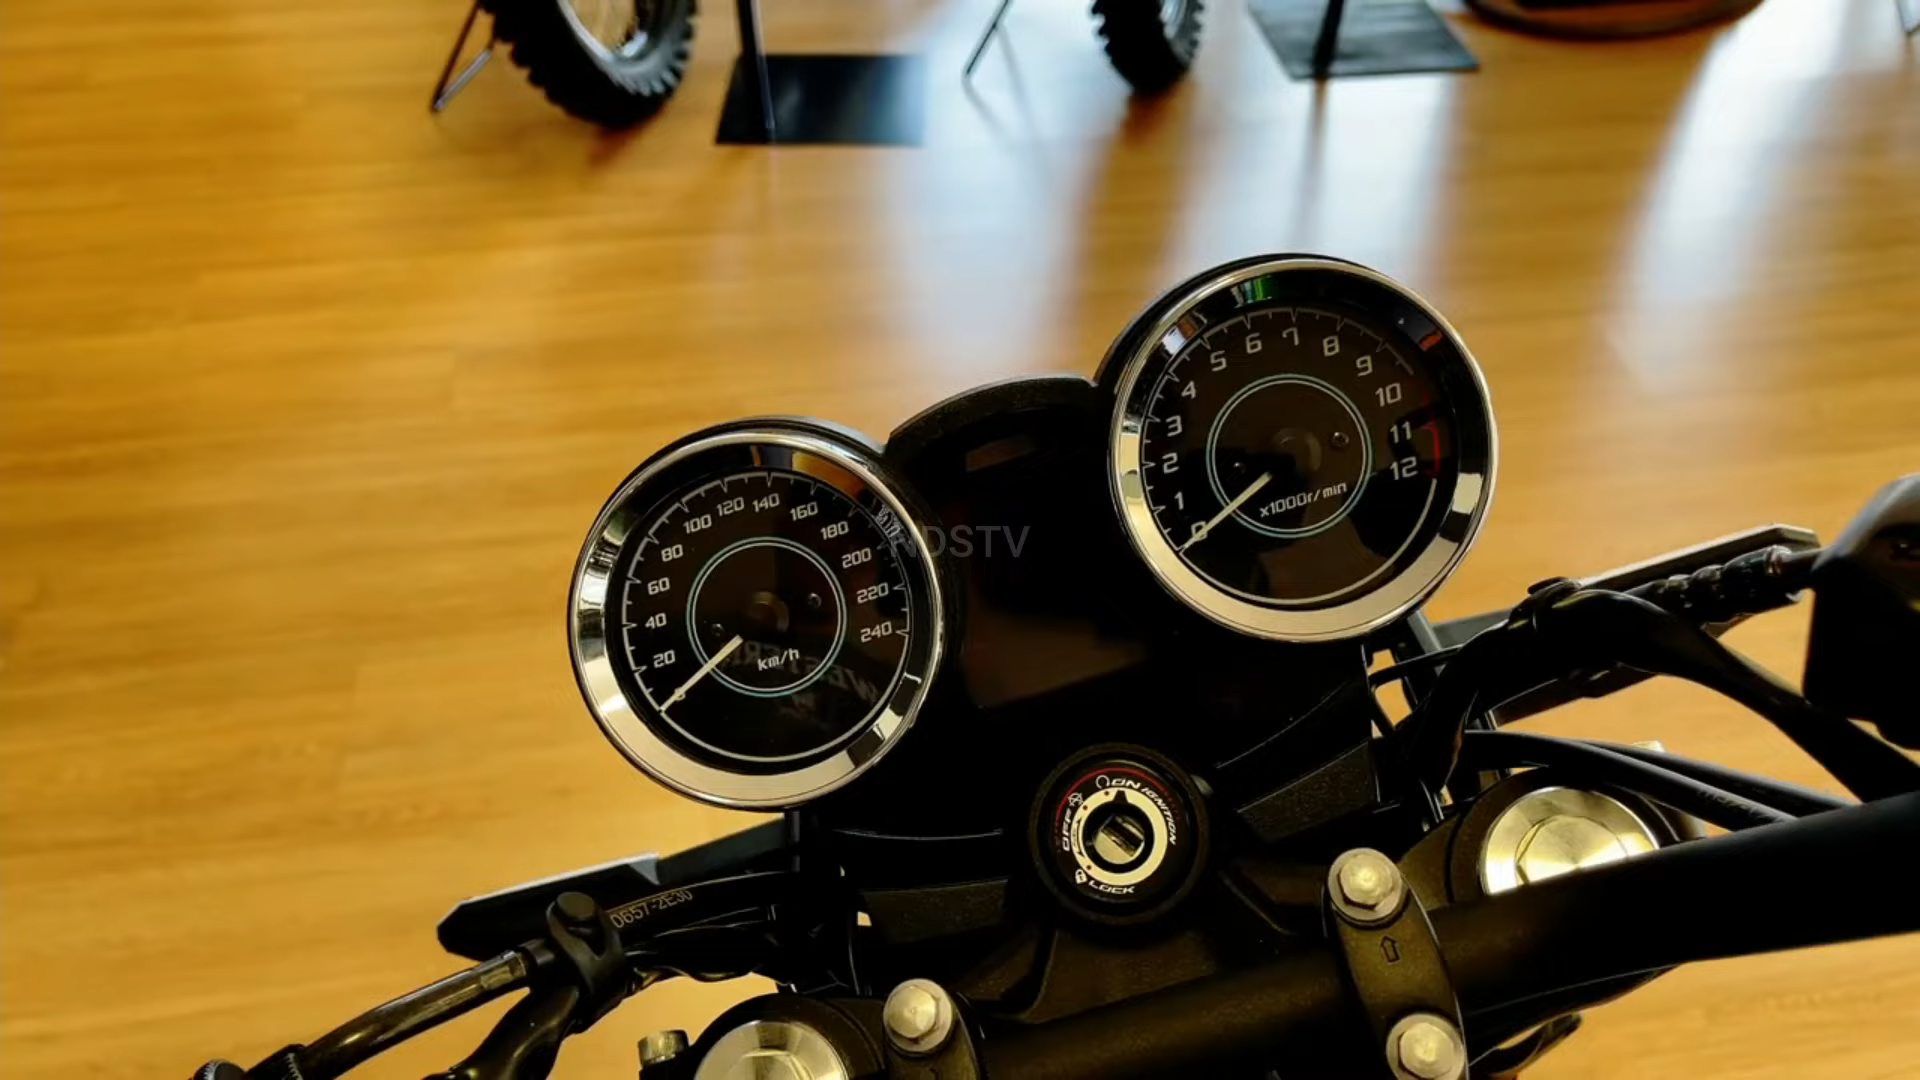 0 1 2 3 4 5 6 7 8 9 10 11 12
x1000r/min
20 40 60 80 100 120 140 160 180 200 220 240
km/h
NDSTV
ON IGNITION
OFF
LOCK
D657-2E30